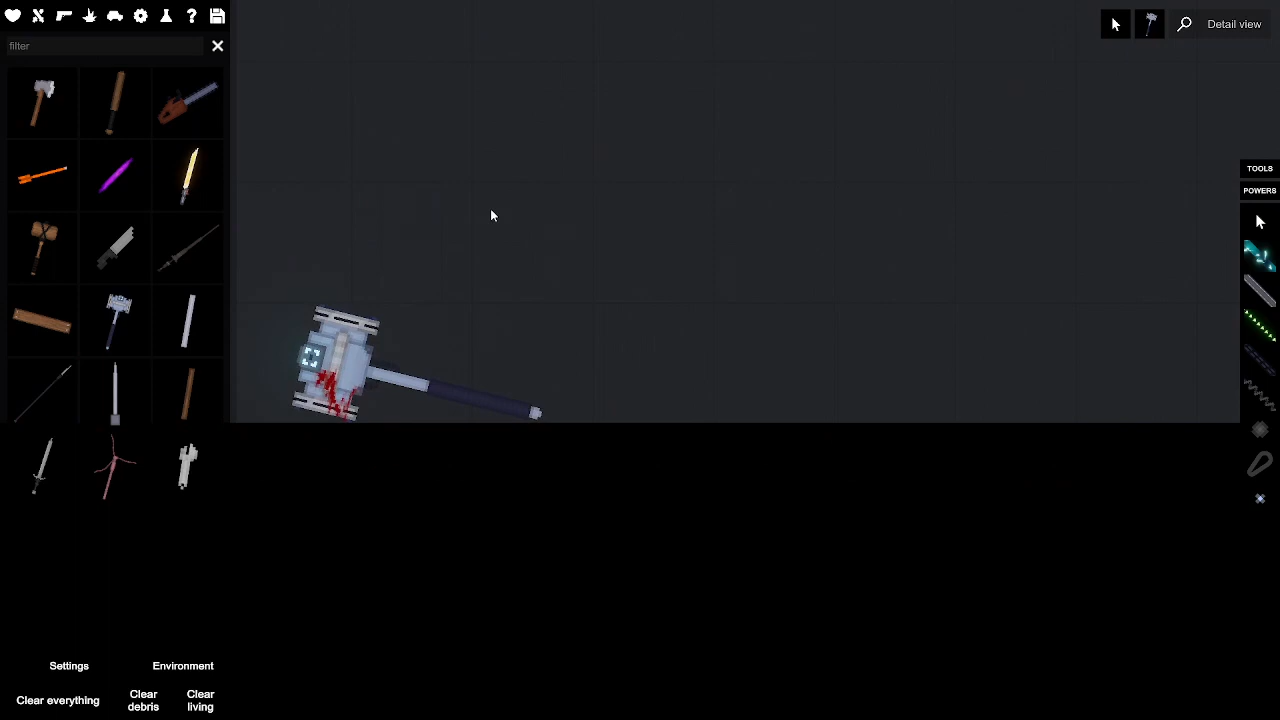 filter
Detail view
TOOLS
POWERS
Settings
Environment
Clear everything
Clear debris
Clear living